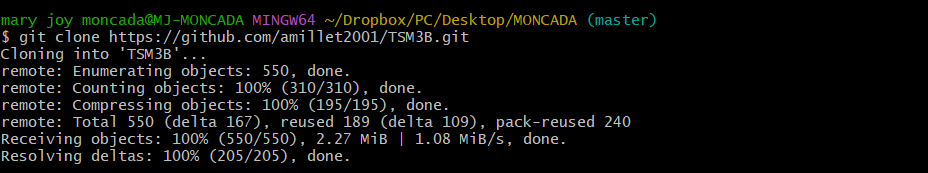 mary joy moncada@MJ-MONCADA MINGW64 ~/Dropbox/PC/Desktop/MONCADA (master)
$ git clone https://github.com/amillet2001/TSM3B.git
Cloning into 'TSM3B'...
remote: Enumerating objects: 550, done.
remote: Counting objects: 100% (310/310), done.
remote: Compressing objects: 100% (195/195), done.
remote: Total 550 (delta 167), reused 189 (delta 109), pack-reused 240
Receiving objects: 100% (550/550), 2.27 MiB | 1.08 MiB/s, done.
Resolving deltas: 100% (205/205), done.